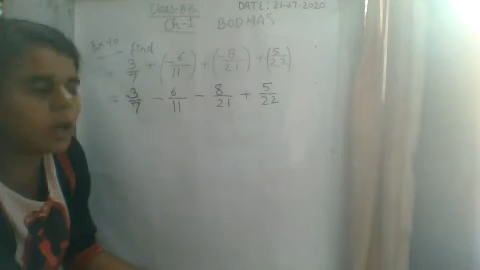 DATE: 21-07-2020
Ch-1 BODMAS
find
3/7 + (-6/11) + (-8/21) + (5/22)
= 3/7 - 6/11 - 8/21 + 5/22